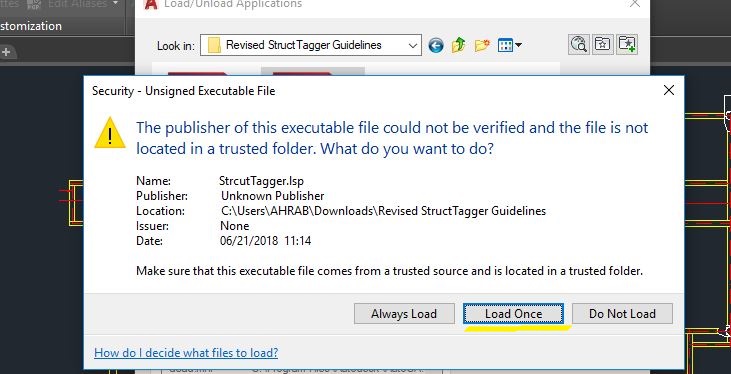 Load/Unload Applications
Edit Aliases
stomization
Look in: Revised StructTagger Guidelines
Security - Unsigned Executable File
The publisher of this executable file could not be verified and the file is not
located in a trusted folder. What do you want to do?
Name: StrcutTagger.lsp
Publisher: Unknown Publisher
Location: C:\Users\AHRAB\Downloads\Revised StructTagger Guidelines
Issuer: None
Date: 06/21/2018 11:14
Make sure that this executable file comes from a trusted source and is located in a trusted folder.
Always Load Load Once Do Not Load
How do I decide what files to load?